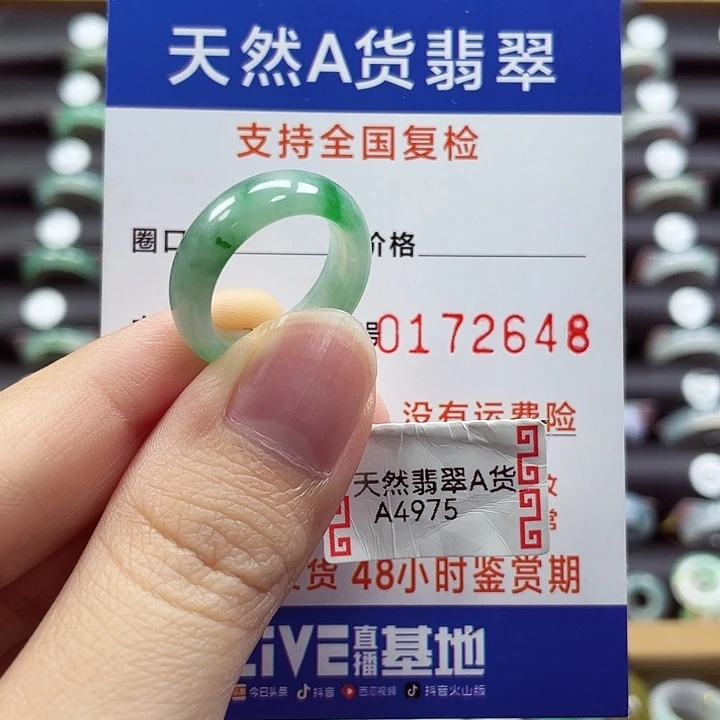 天然A货翡翠
支持全国复检
圈口
价格
0172648
没有运费险
天然翡翠A货
A4975
货 48小时鉴赏期
LiVE直播基地
今日头条 抖音 西瓜视频 抖音火山版